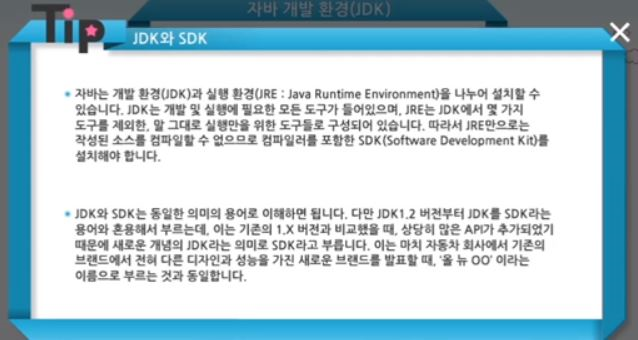 자바 개발 환경(JDK)
Tip
JDK와 SDK
자바는 개발 환경(JDK)과 실행 환경(JRE : Java Runtime Environment)을 나누어 설치할 수
있습니다. JDK는 개발 및 실행에 필요한 모든 도구가 들어있으며, JRE는 JDK에서 몇 가지
도구를 제외한, 말 그대로 실행만을 위한 도구들로 구성되어 있습니다. 따라서 JRE만으로는
작성된 소스를 컴파일할 수 없으므로 컴파일러를 포함한 SDK(Software Development Kit)를
설치해야 합니다.
JDK와 SDK는 동일한 의미의 용어로 이해하면 됩니다. 다만 JDK1.2 버전부터 JDK를 SDK라는
용어와 혼용해서 부르는데, 이는 기존의 1.X 버전과 비교했을 때, 상당히 많은 API가 추가되었기
때문에 새로운 개념의 JDK라는 의미로 SDK라고 부릅니다. 이는 마치 자동차 회사에서 기존의
브랜드에서 전혀 다른 디자인과 성능을 가진 새로운 브랜드를 발표할 때, '올 뉴 OO' 이라는
이름으로 부르는 것과 동일합니다.